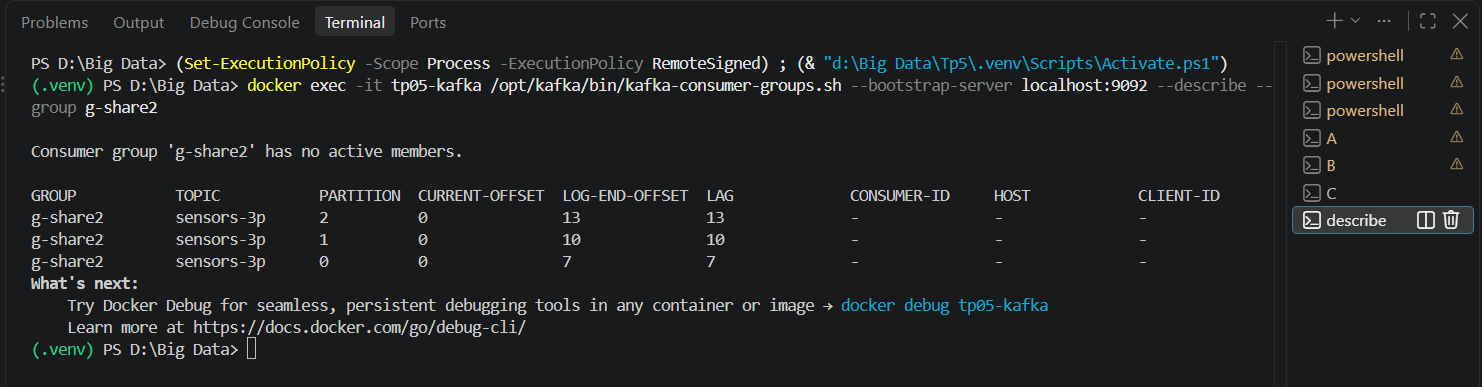 Problems Output Debug Console Terminal Ports
PS D:\Big Data> (Set-ExecutionPolicy -Scope Process -ExecutionPolicy RemoteSigned) ; (& "d:\Big Data\Tp5\.venv\Scripts\Activate.ps1")
(.venv) PS D:\Big Data> docker exec -it tp05-kafka /opt/kafka/bin/kafka-consumer-groups.sh --bootstrap-server localhost:9092 --describe --
group g-share2
Consumer group 'g-share2' has no active members.
GROUP TOPIC PARTITION CURRENT-OFFSET LOG-END-OFFSET LAG CONSUMER-ID HOST CLIENT-ID
g-share2 sensors-3p 2 0 13 13 - - -
g-share2 sensors-3p 1 0 10 10 - - -
g-share2 sensors-3p 0 0 7 7 - - -
What's next:
Try Docker Debug for seamless, persistent debugging tools in any container or image → docker debug tp05-kafka
Learn more at https://docs.docker.com/go/debug-cli/
(.venv) PS D:\Big Data>
powershell
powershell
powershell
A
B
C
describe